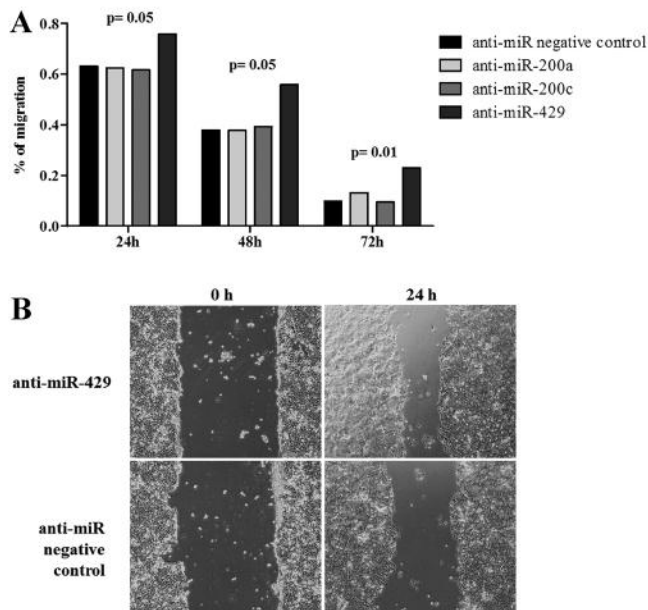 A
p= 0.05
p= 0.05
p= 0.01
% of migration
0.8
0.6
0.4
0.2
0.0
24h
48h
72h
anti-miR negative control
anti-miR-200a
anti-miR-200c
anti-miR-429
B
0 h
24 h
anti-miR-429
anti-miR
negative
control